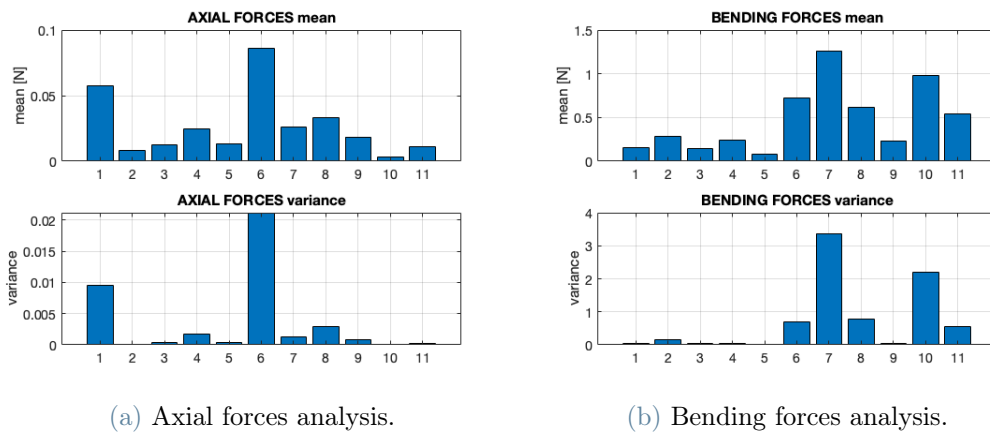 AXIAL FORCES mean
mean [N]
0.1
0.05
0
1 2 3 4 5 6 7 8 9 10 11
AXIAL FORCES variance
variance
0.02
0.015
0.01
0.005
0
1 2 3 4 5 6 7 8 9 10 11
(a) Axial forces analysis.
BENDING FORCES mean
mean [N]
1.5
1
0.5
0
1 2 3 4 5 6 7 8 9 10 11
BENDING FORCES variance
variance
4
3
2
1
0
1 2 3 4 5 6 7 8 9 10 11
(b) Bending forces analysis.